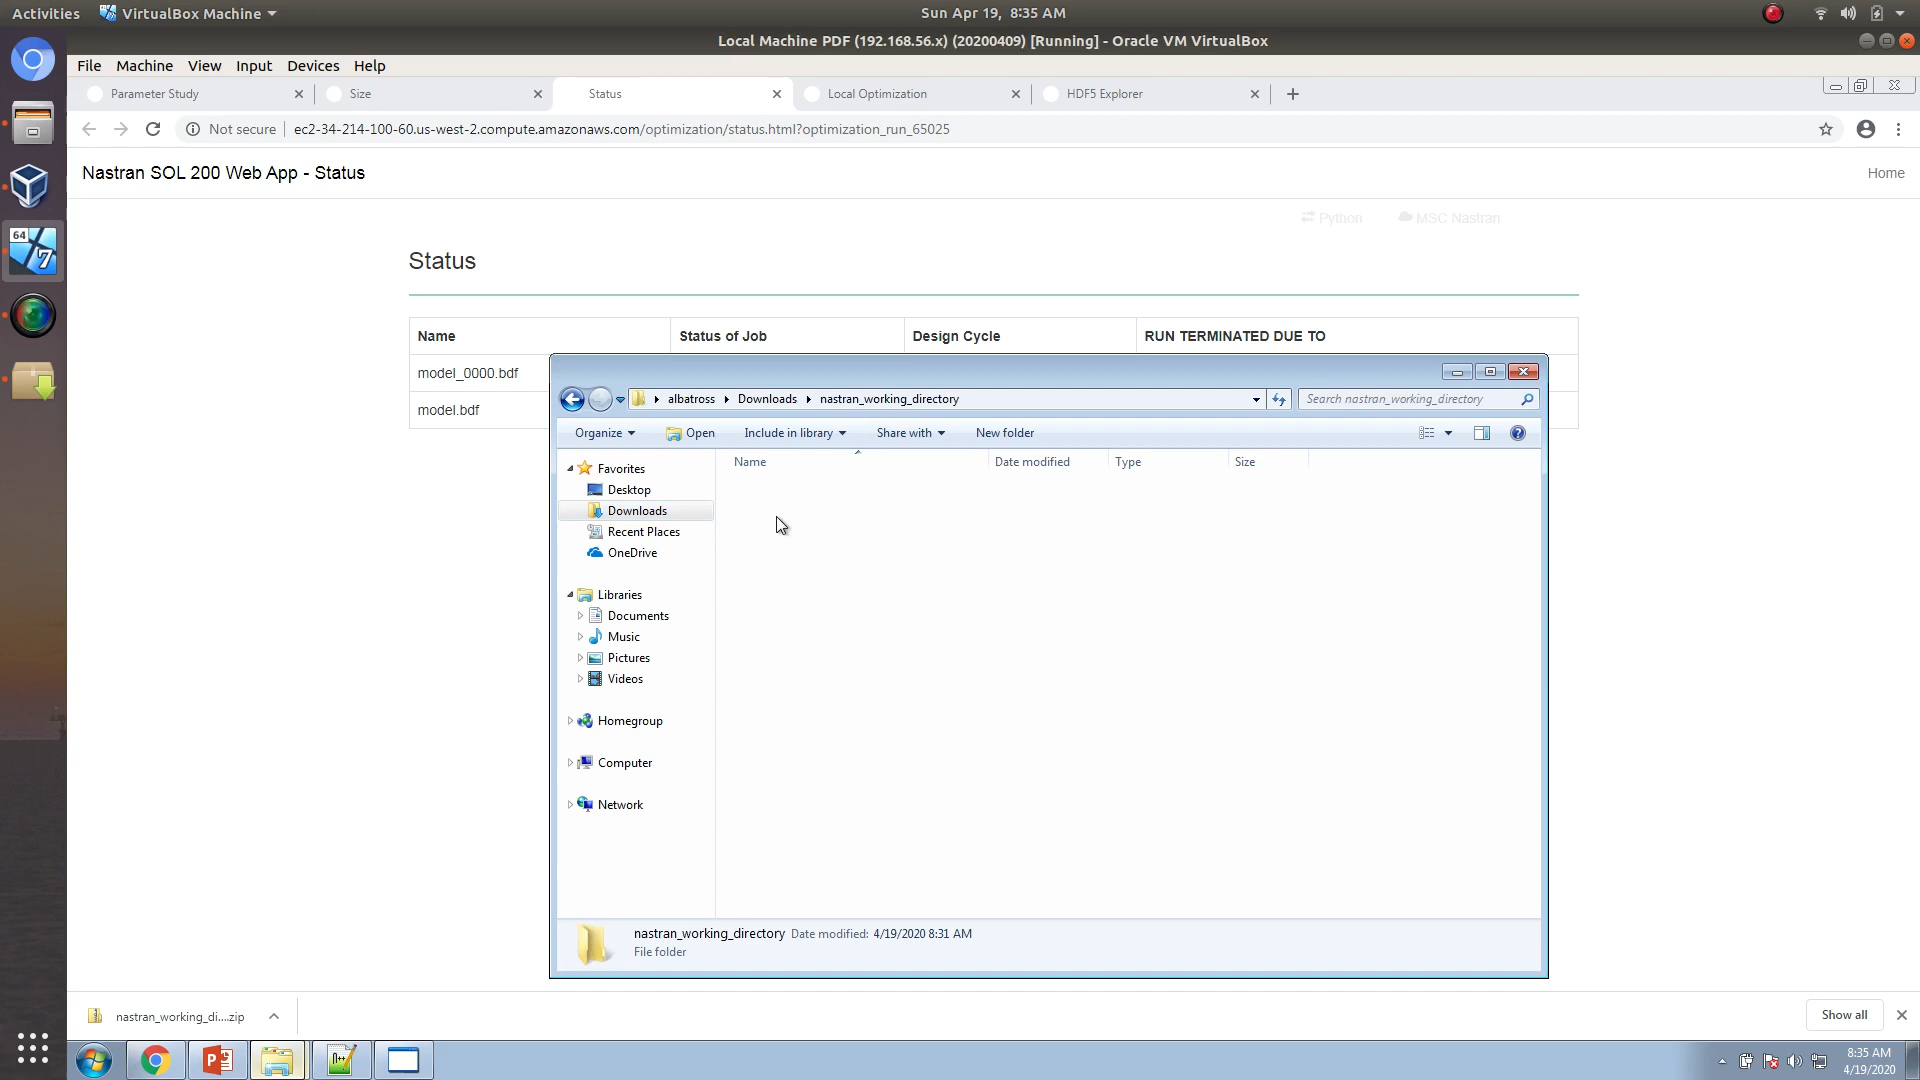 Activities VirtualBox Machine Sun Apr 19, 8:35 AM
Local Machine PDF (192.168.56.x) (20200409) [Running] - Oracle VM VirtualBox
File Machine View Input Devices Help
Parameter Study Size Status Local Optimization HDF5 Explorer
Not secure ec2-34-214-100-60.us-west-2.compute.amazonaws.com/optimization/status.html?optimization_run_65025
Nastran SOL 200 Web App - Status Home
Python MSC Nastran
Status
Name Status of Job Design Cycle RUN TERMINATED DUE TO
model_0000.bdf
model.bdf
albatross Downloads nastran_working_directory Search nastran_working_directory
Organize Open Include in library Share with New folder
Name Date modified Type Size
Favorites
Desktop
Downloads
Recent Places
OneDrive
Libraries
Documents
Music
Pictures
Videos
Homegroup
Computer
Network
nastran_working_directory Date modified: 4/19/2020 8:31 AM
File folder
nastran_working_di....zip Show all
64
7
n++
8:35 AM
4/19/2020